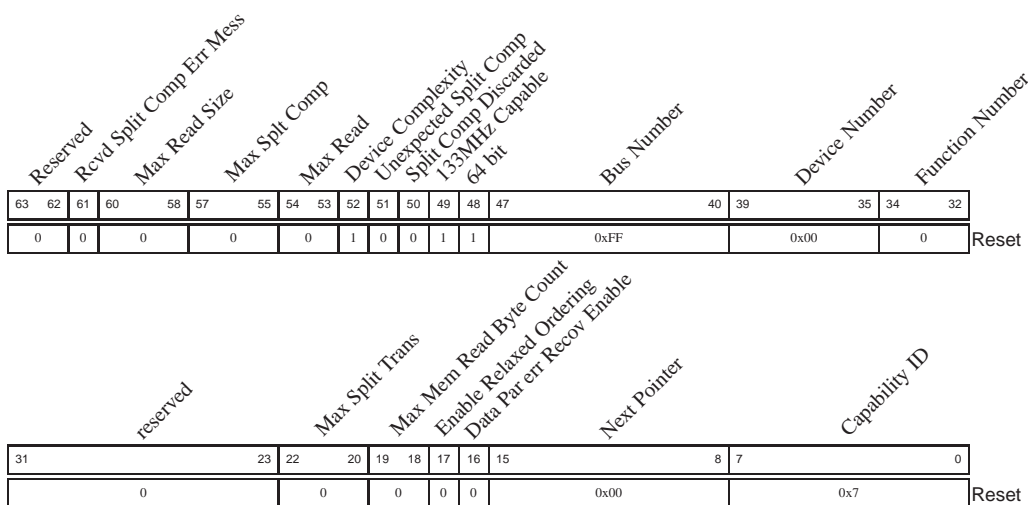 Reserved Rcvd Split Comp Err Mess Max Read Size Max Splt Comp Max Read Device Complexity Unexpected Split Comp Split Comp Discarded 133MHz Capable 64 bit Bus Number Device Number Function Number
63 62 61 60 58 57 55 54 53 52 51 50 49 48 47 40 39 35 34 32
0 0 0 0 0 1 0 0 1 1 0xFF 0x00 0 Reset
reserved Max Split Trans Max Mem Read Byte Count Enable Relaxed Ordering Data Par err Recov Enable Next Pointer Capability ID
31 23 22 20 19 18 17 16 15 8 7 0
0 0 0 0 0 0x00 0x7 Reset